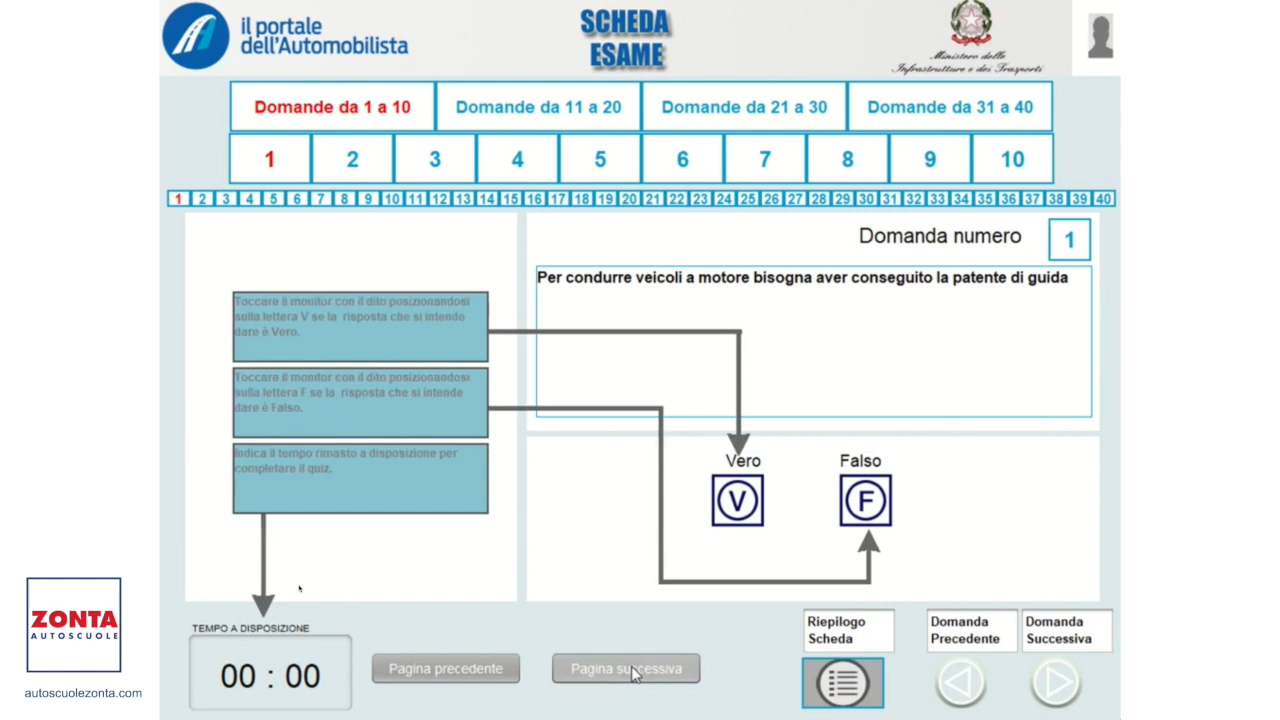 il portale
dell'Automobilista
SCHEDA
ESAME
Ministero delle
Infrastrutture e dei Trasporti
Domande da 1 a 10
Domande da 11 a 20
Domande da 21 a 30
Domande da 31 a 40
1 2 3 4 5 6 7 8 9 10
1 2 3 4 5 6 7 8 9 10 11 12 13 14 15 16 17 18 19 20 21 22 23 24 25 26 27 28 29 30 31 32 33 34 35 36 37 38 39 40
Domanda numero 1
Per condurre veicoli a motore bisogna aver conseguito la patente di guida
Toccare il monitor con il dito posizionandosi
sulla lettera V se la risposta che si intende
dare è Vero.
Toccare il monitor con il dito posizionandosi
sulla lettera F se la risposta che si intende
dare è Falso.
Indica il tempo rimasto a disposizione per
completare il quiz.
Vero
Falso
V
F
TEMPO A DISPOSIZIONE
00 : 00
Pagina precedente
Pagina successiva
Riepilogo
Scheda
Domanda
Precedente
Domanda
Successiva
ZONTA
AUTOSCUOLE
autoscuolezonta.com